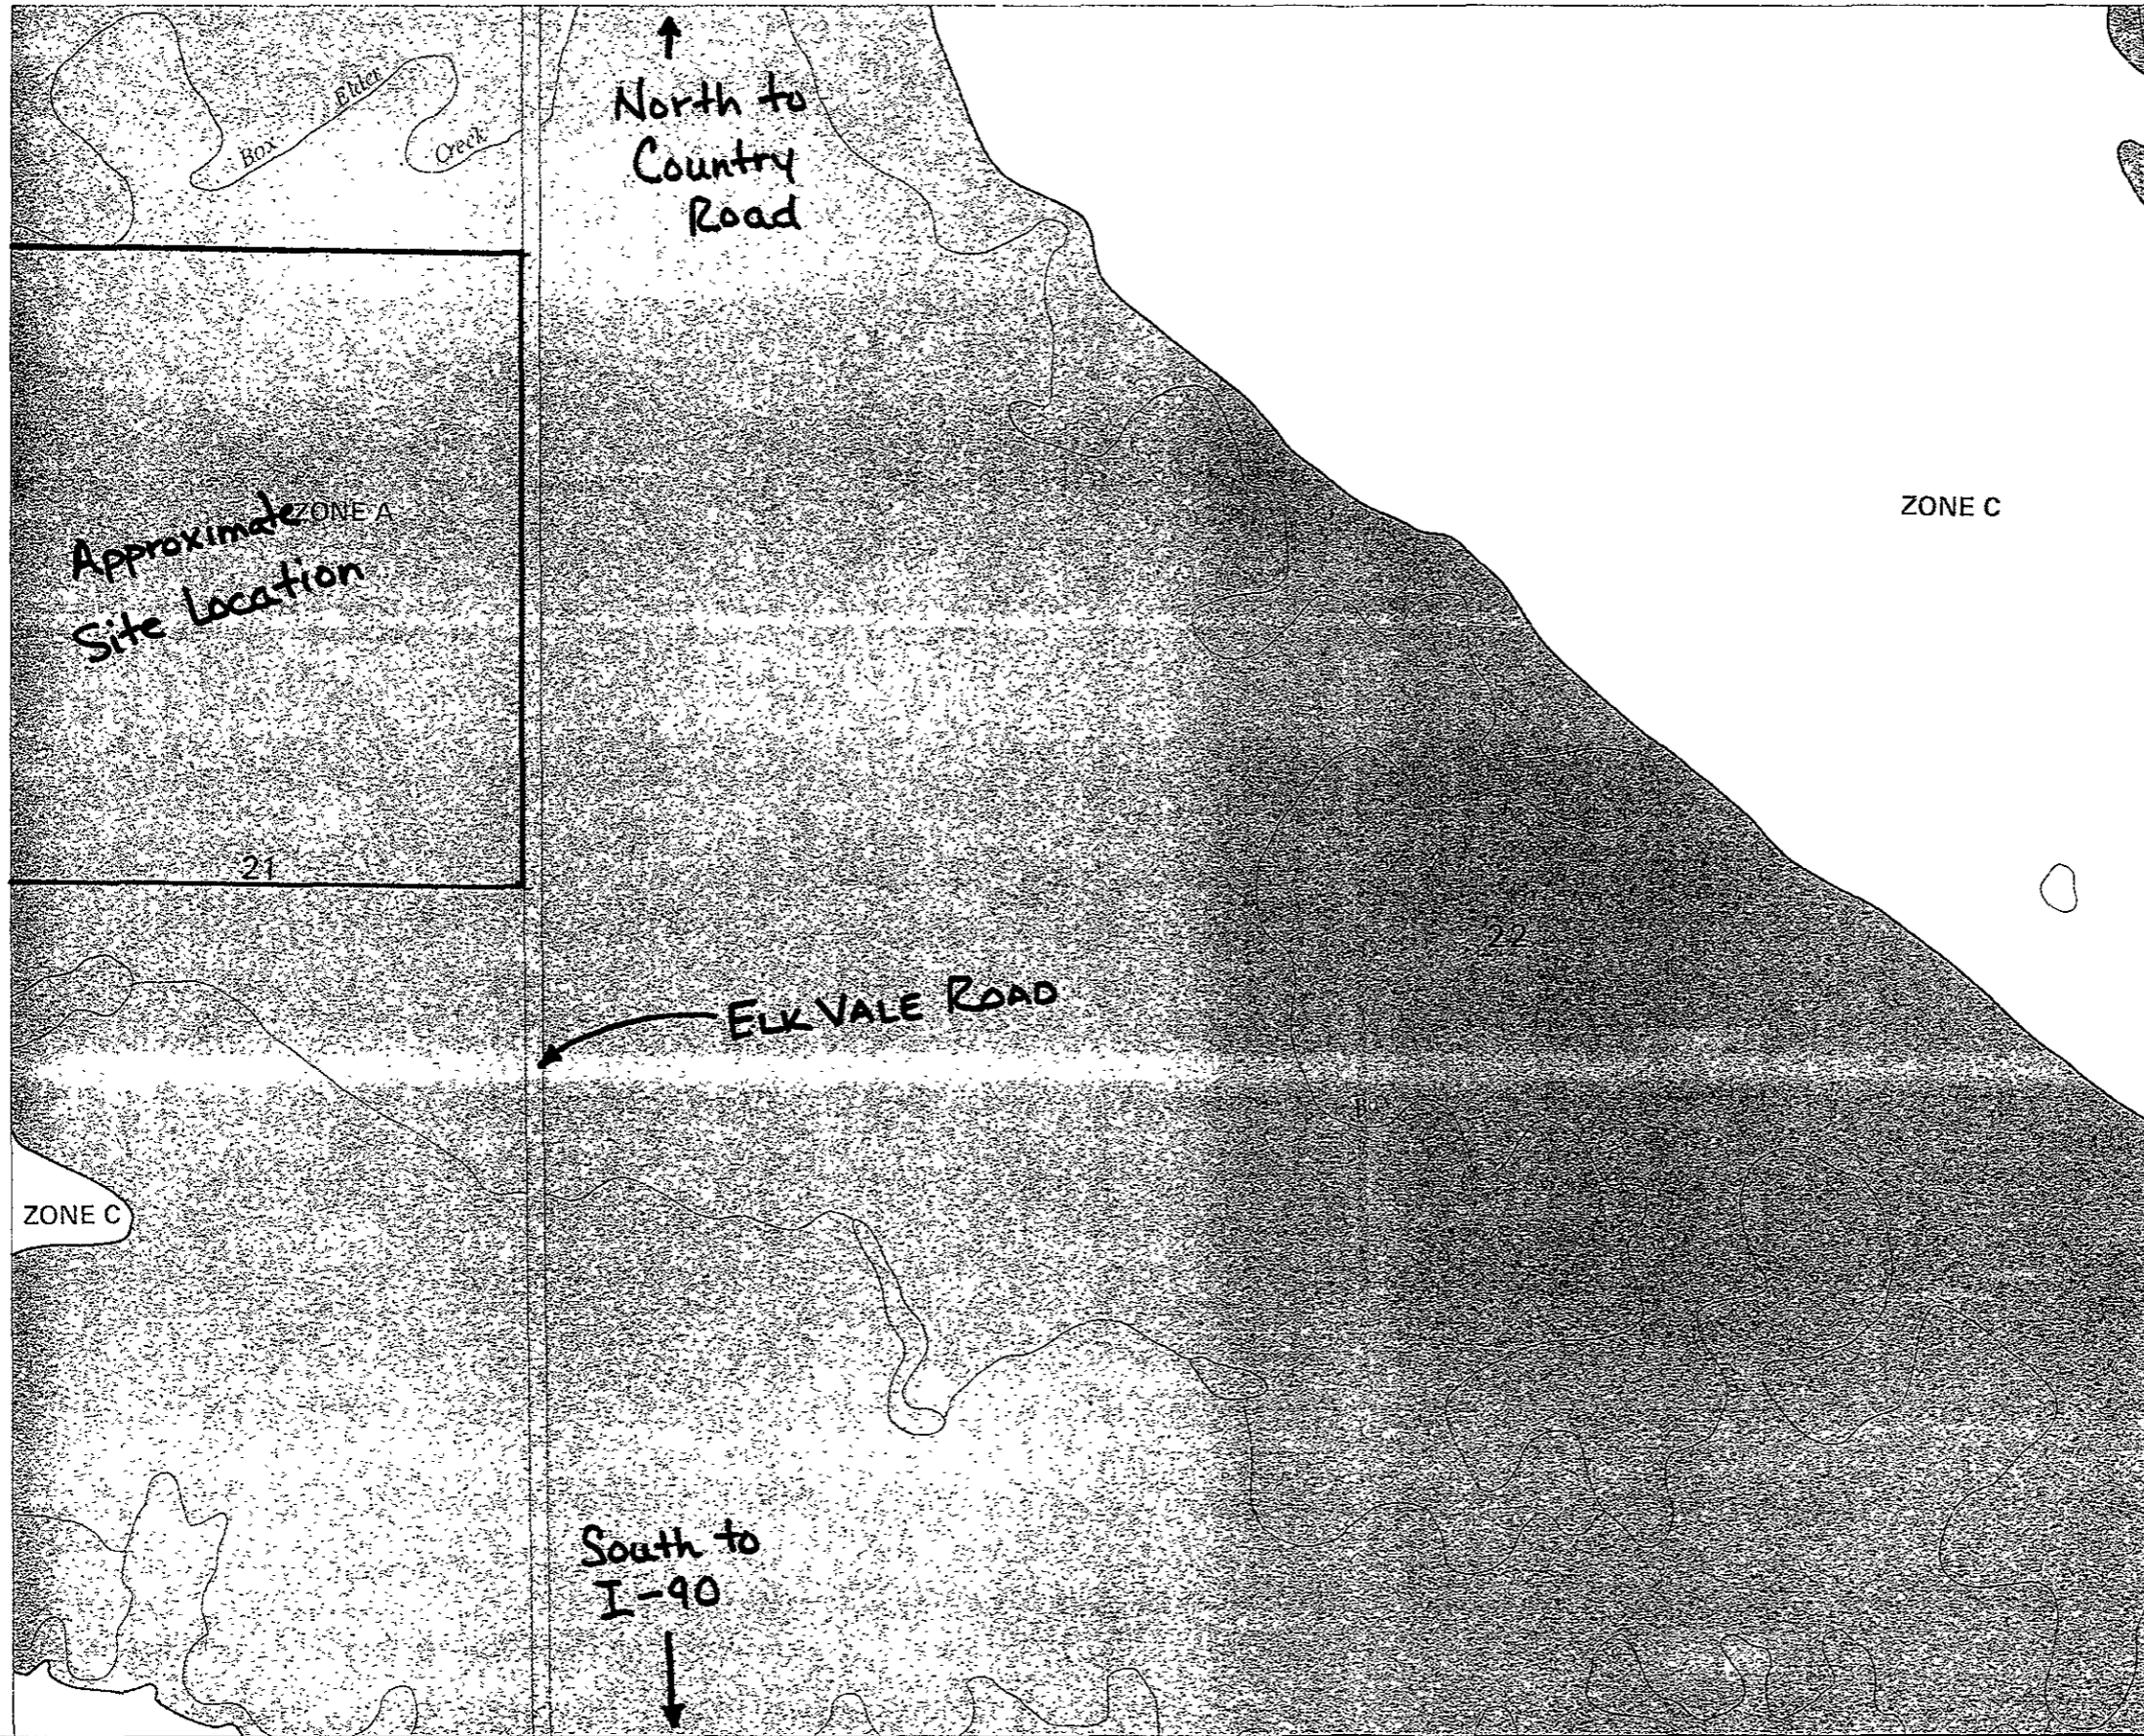 North to
Country
Road
Box Elder Creek
ZONE C
ZONE A
Approximate
Site Location
21
22
ELK VALE ROAD
ZONE C
South to
I-90